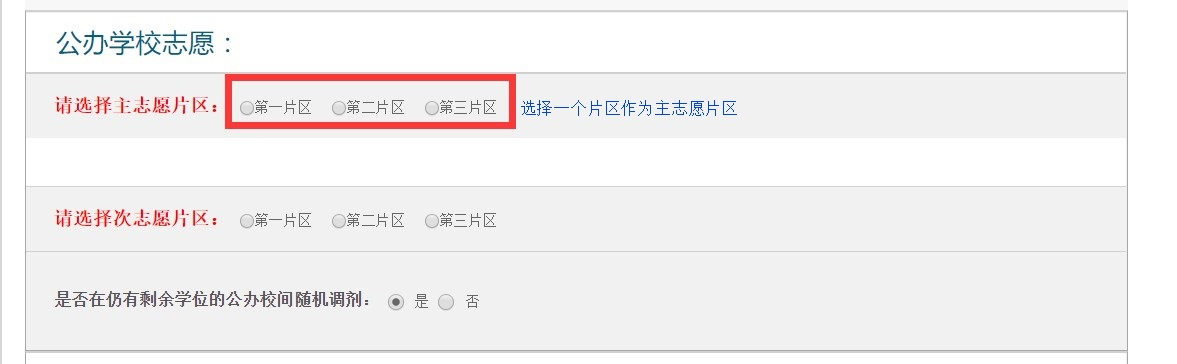 公办学校志愿：
请选择主志愿片区： 第一片区 第二片区 第三片区 选择一个片区作为主志愿片区
请选择次志愿片区： 第一片区 第二片区 第三片区
是否在仍有剩余学位的公办校间随机调剂： 是 否